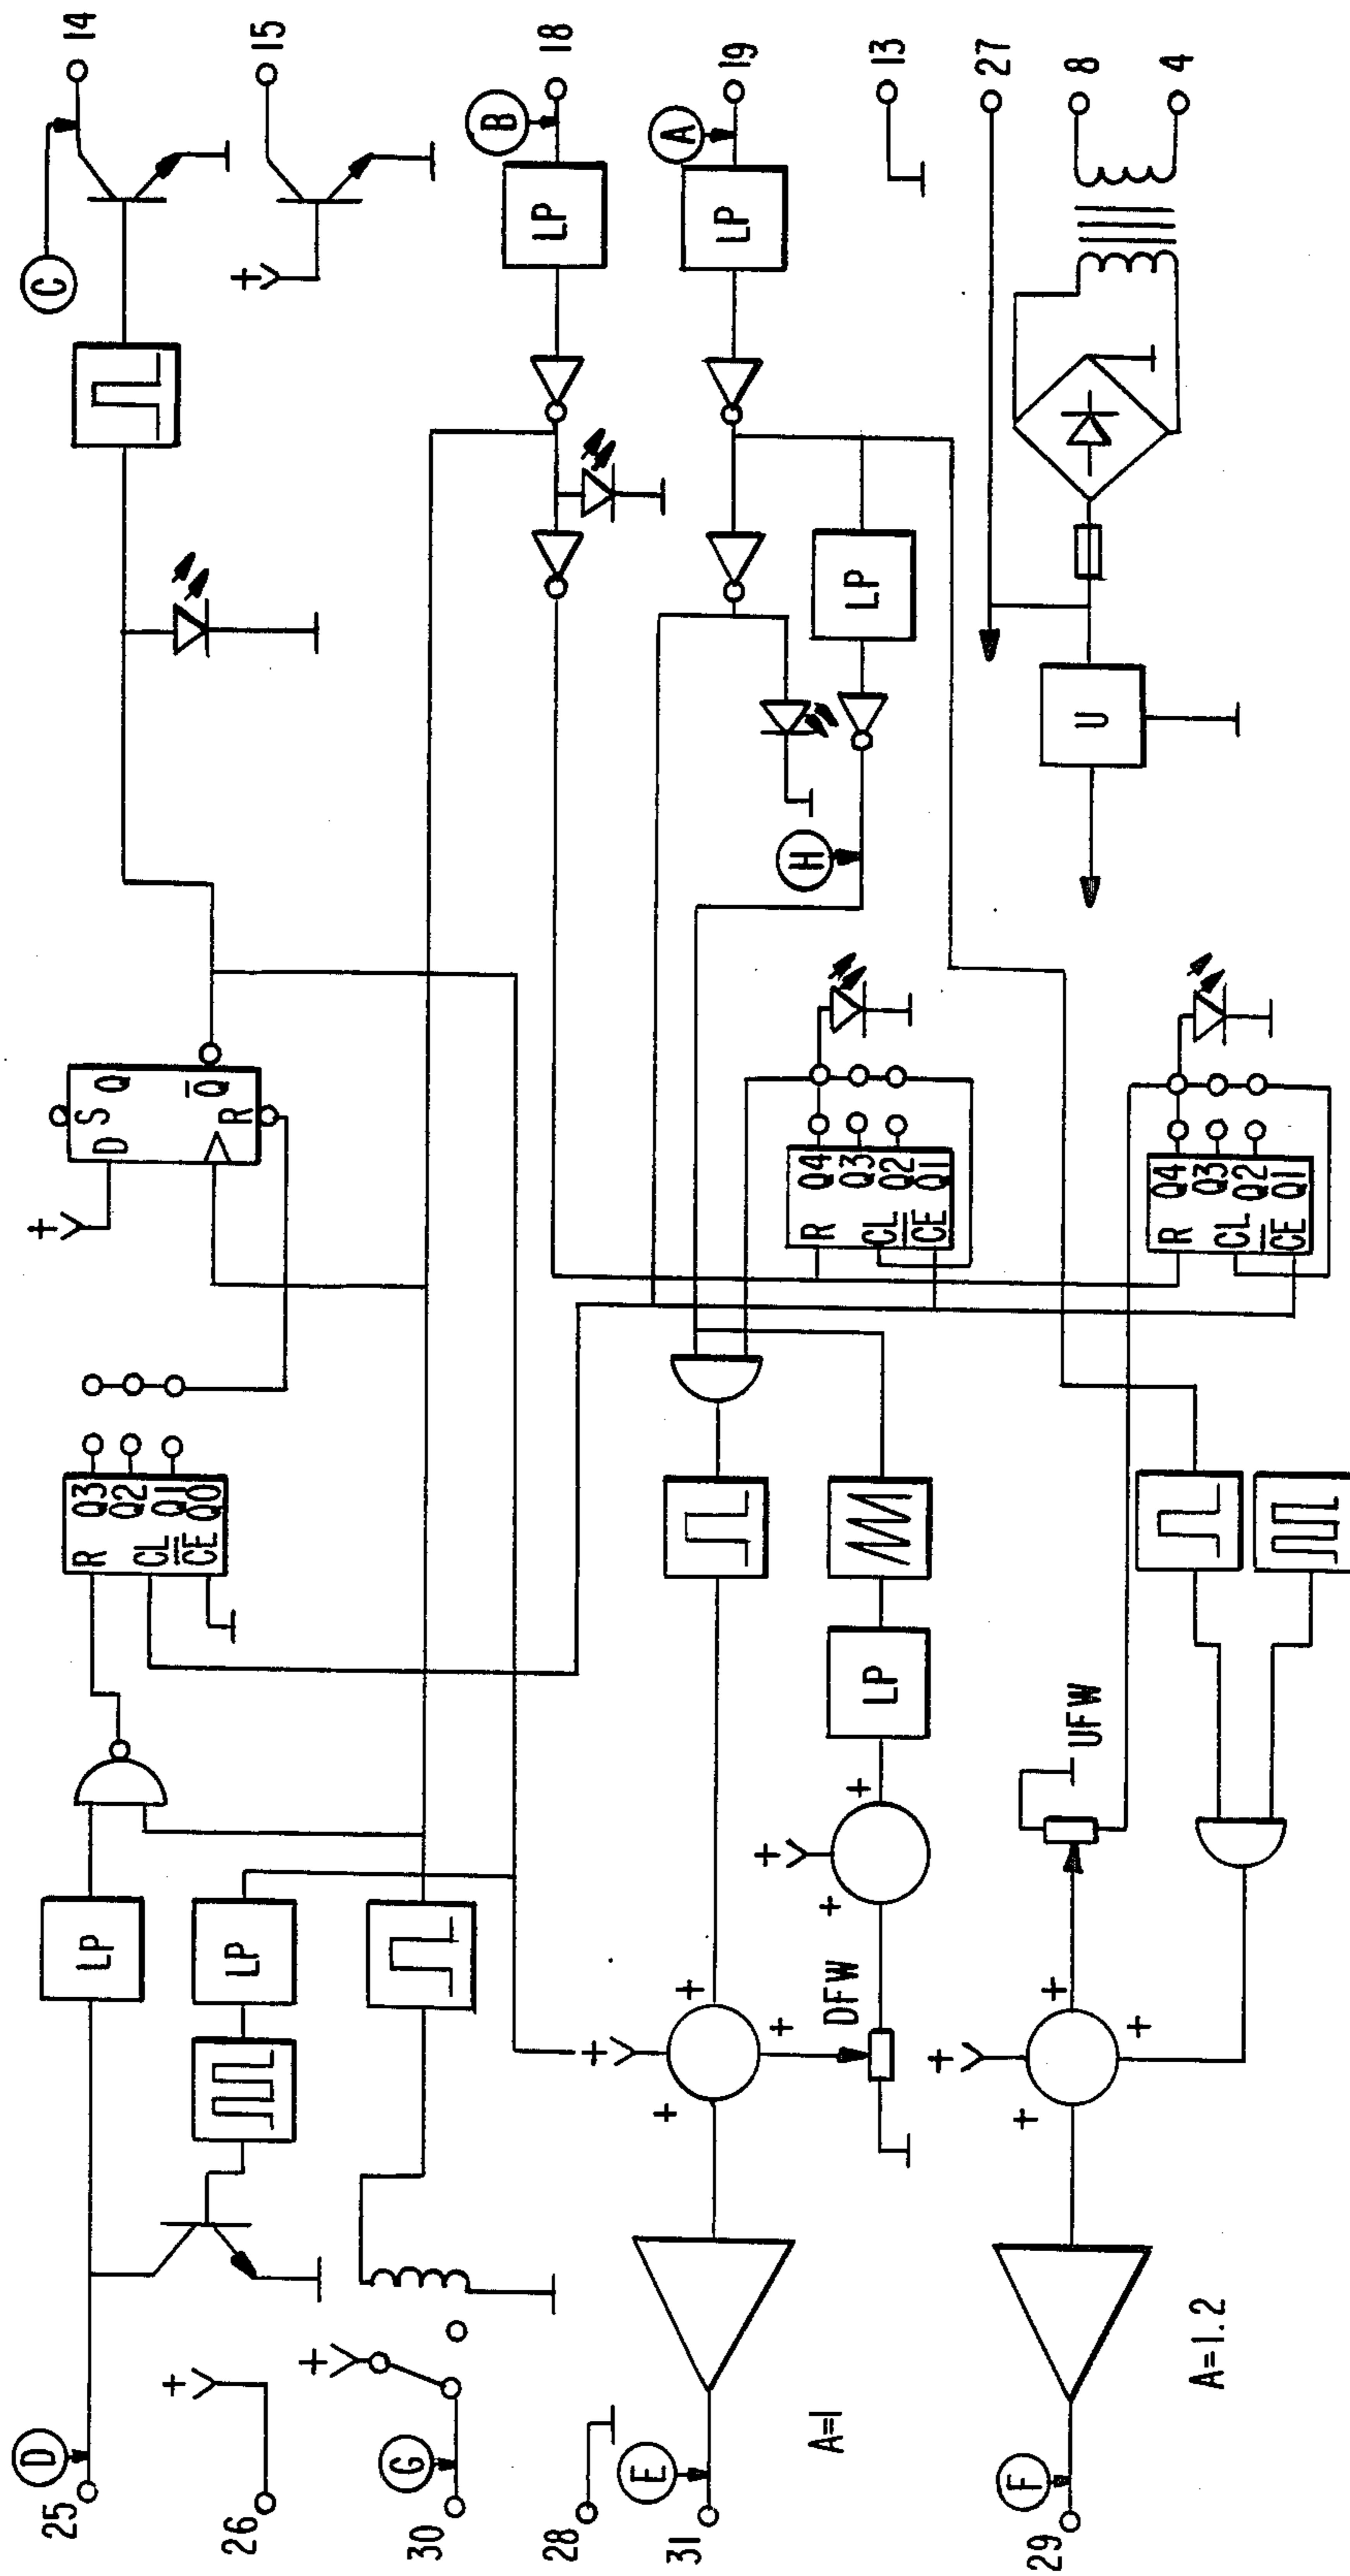 25
D
LP
R
Q3
Q2
CL
Q1
CE
Q0
+
D
S
Q
Q
R
C
14
26
+
LP
+
15
30
G
+
B
LP
18
28
31
E
A=1
+
+
+
+
DFW
+
+
+
LP
R
Q4
Q3
CL
Q2
CE
Q1
H
LP
A
LP
19
13
27
29
F
A=1.2
+
+
+
+
UFW
R
Q4
Q3
CL
Q2
CE
Q1
U
8
4